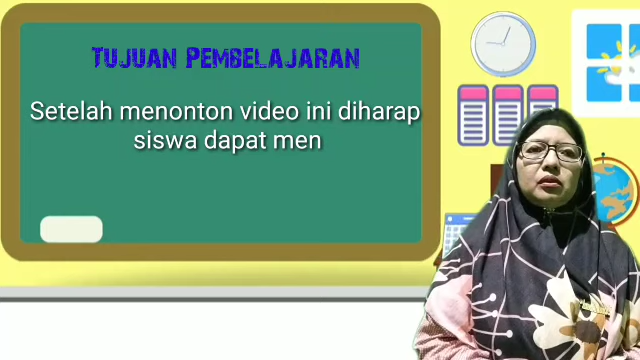 TUJUAN PEMBELAJARAN
Setelah menonton video ini diharap
siswa dapat men